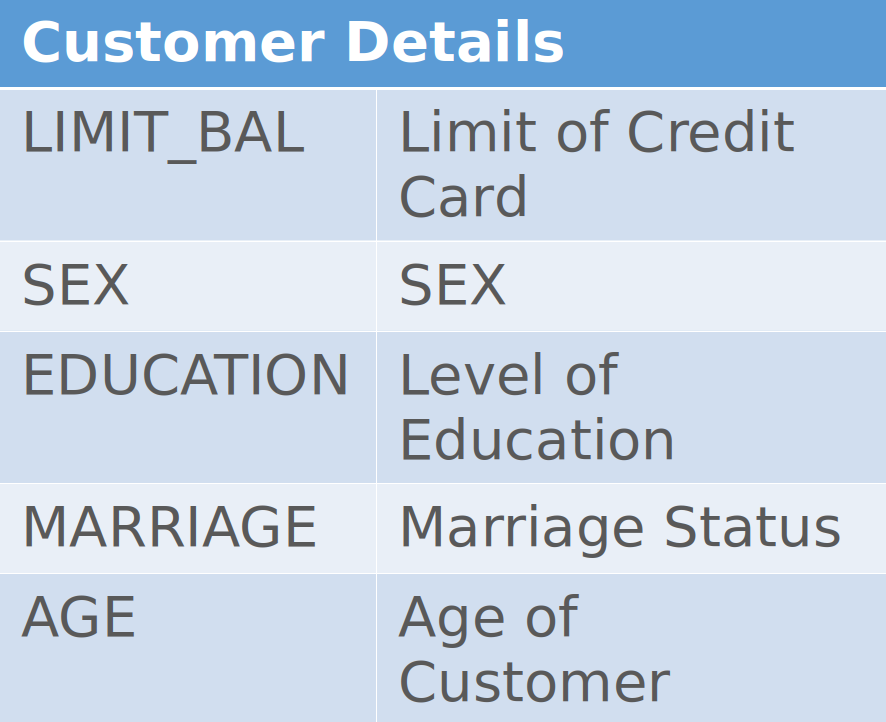 Customer Details
LIMIT_BAL
Limit of Credit
Card
SEX
SEX
EDUCATION
Level of
Education
MARRIAGE
Marriage Status
AGE
Age of
Customer